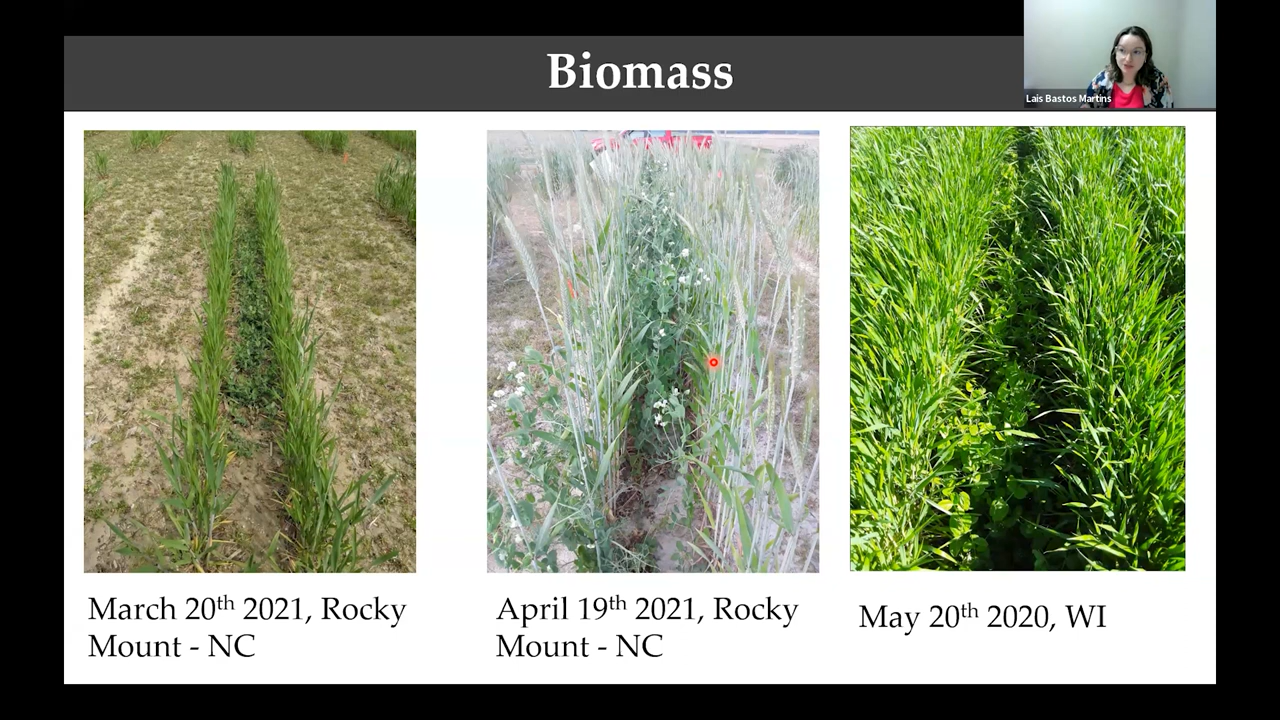 Biomass
Lais Bastos Martins
March 20th 2021, Rocky
Mount - NC
April 19th 2021, Rocky
Mount - NC
May 20th 2020, WI